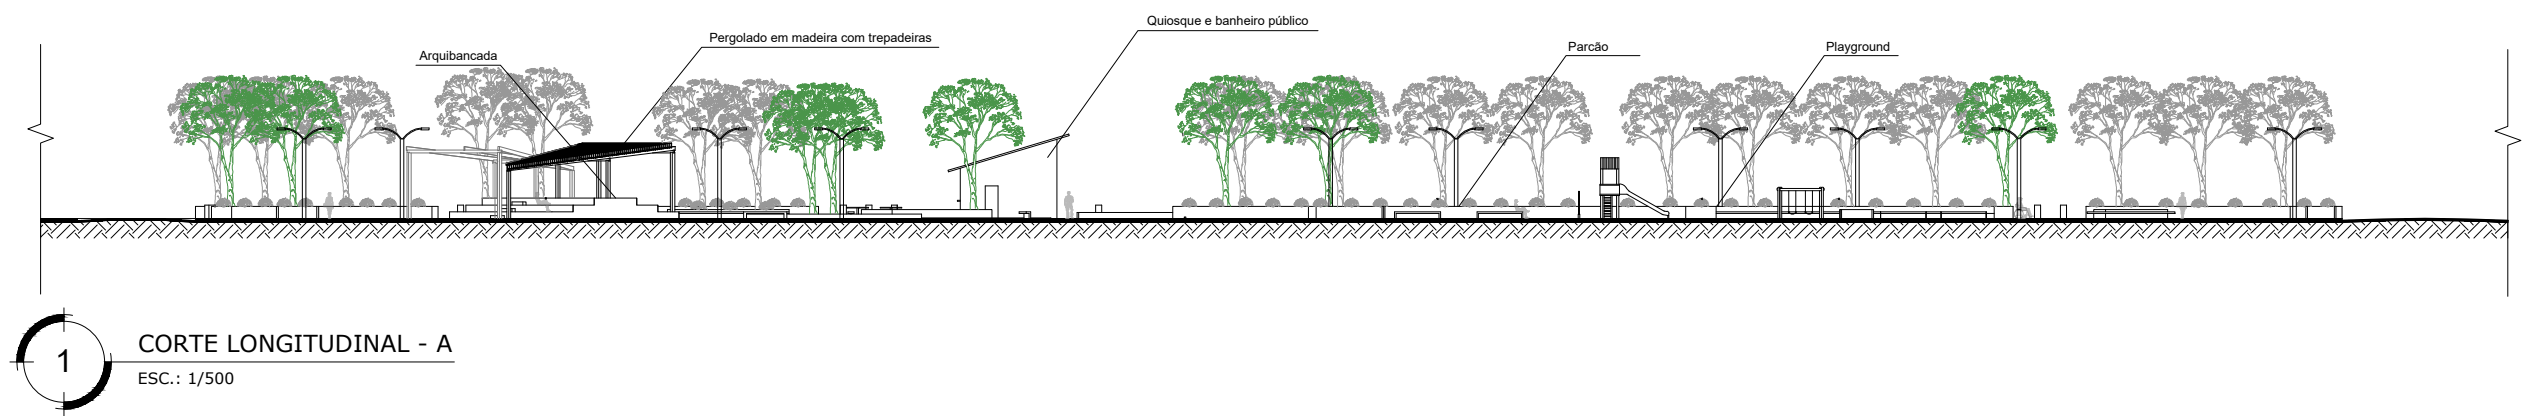 Quiosque e banheiro público
Pergolado em madeira com trepadeiras
Arquibancada
Parcão
Playground
1
CORTE LONGITUDINAL - A
ESC.: 1/500